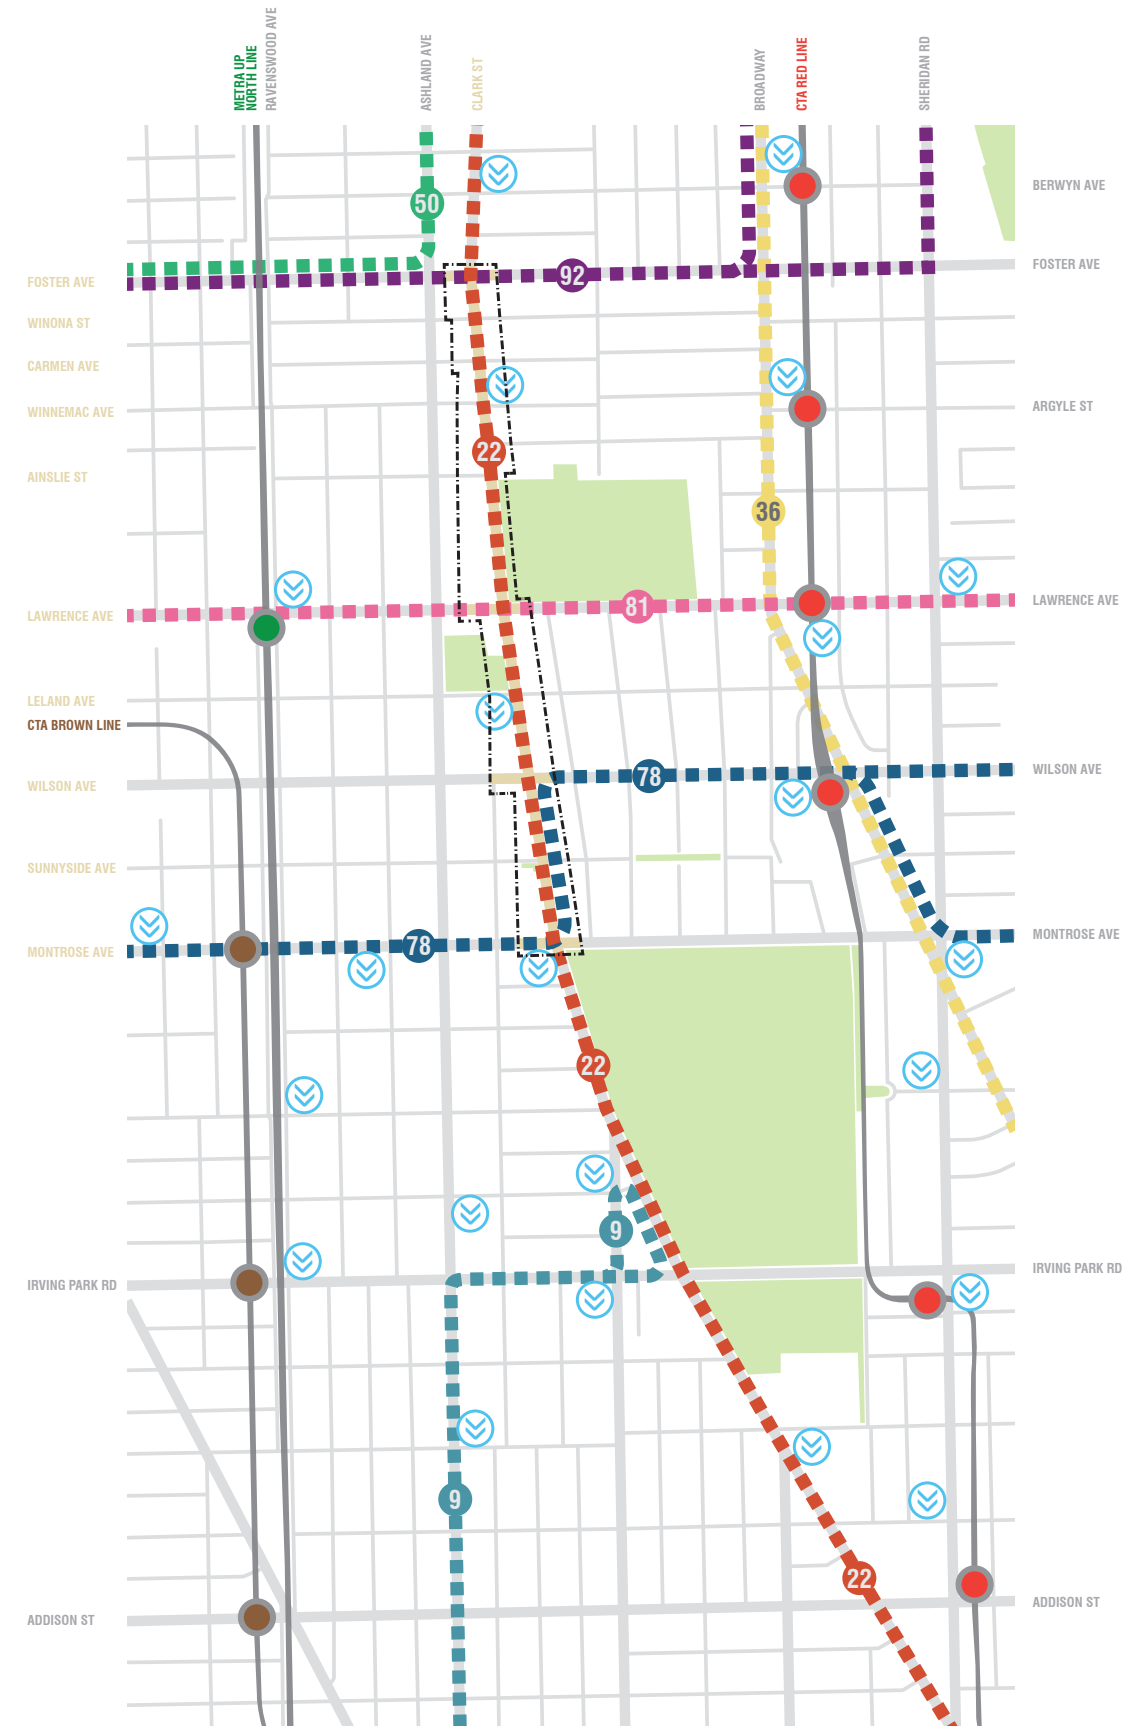 METRA UP
NORTH LINE
RAVENSWOOD AVE
ASHLAND AVE
CLARK ST
BROADWAY
CTA RED LINE
SHERIDAN RD
BERWYN AVE
50
FOSTER AVE
92
FOSTER AVE
WINONA ST
CARMEN AVE
WINNEMAC AVE
ARGYLE ST
22
AINSLIE ST
36
LAWRENCE AVE
81
LAWRENCE AVE
LELAND AVE
CTA BROWN LINE
WILSON AVE
78
WILSON AVE
SUNNYSIDE AVE
MONTROSE AVE
78
MONTROSE AVE
22
9
IRVING PARK RD
IRVING PARK RD
9
22
ADDISON ST
ADDISON ST